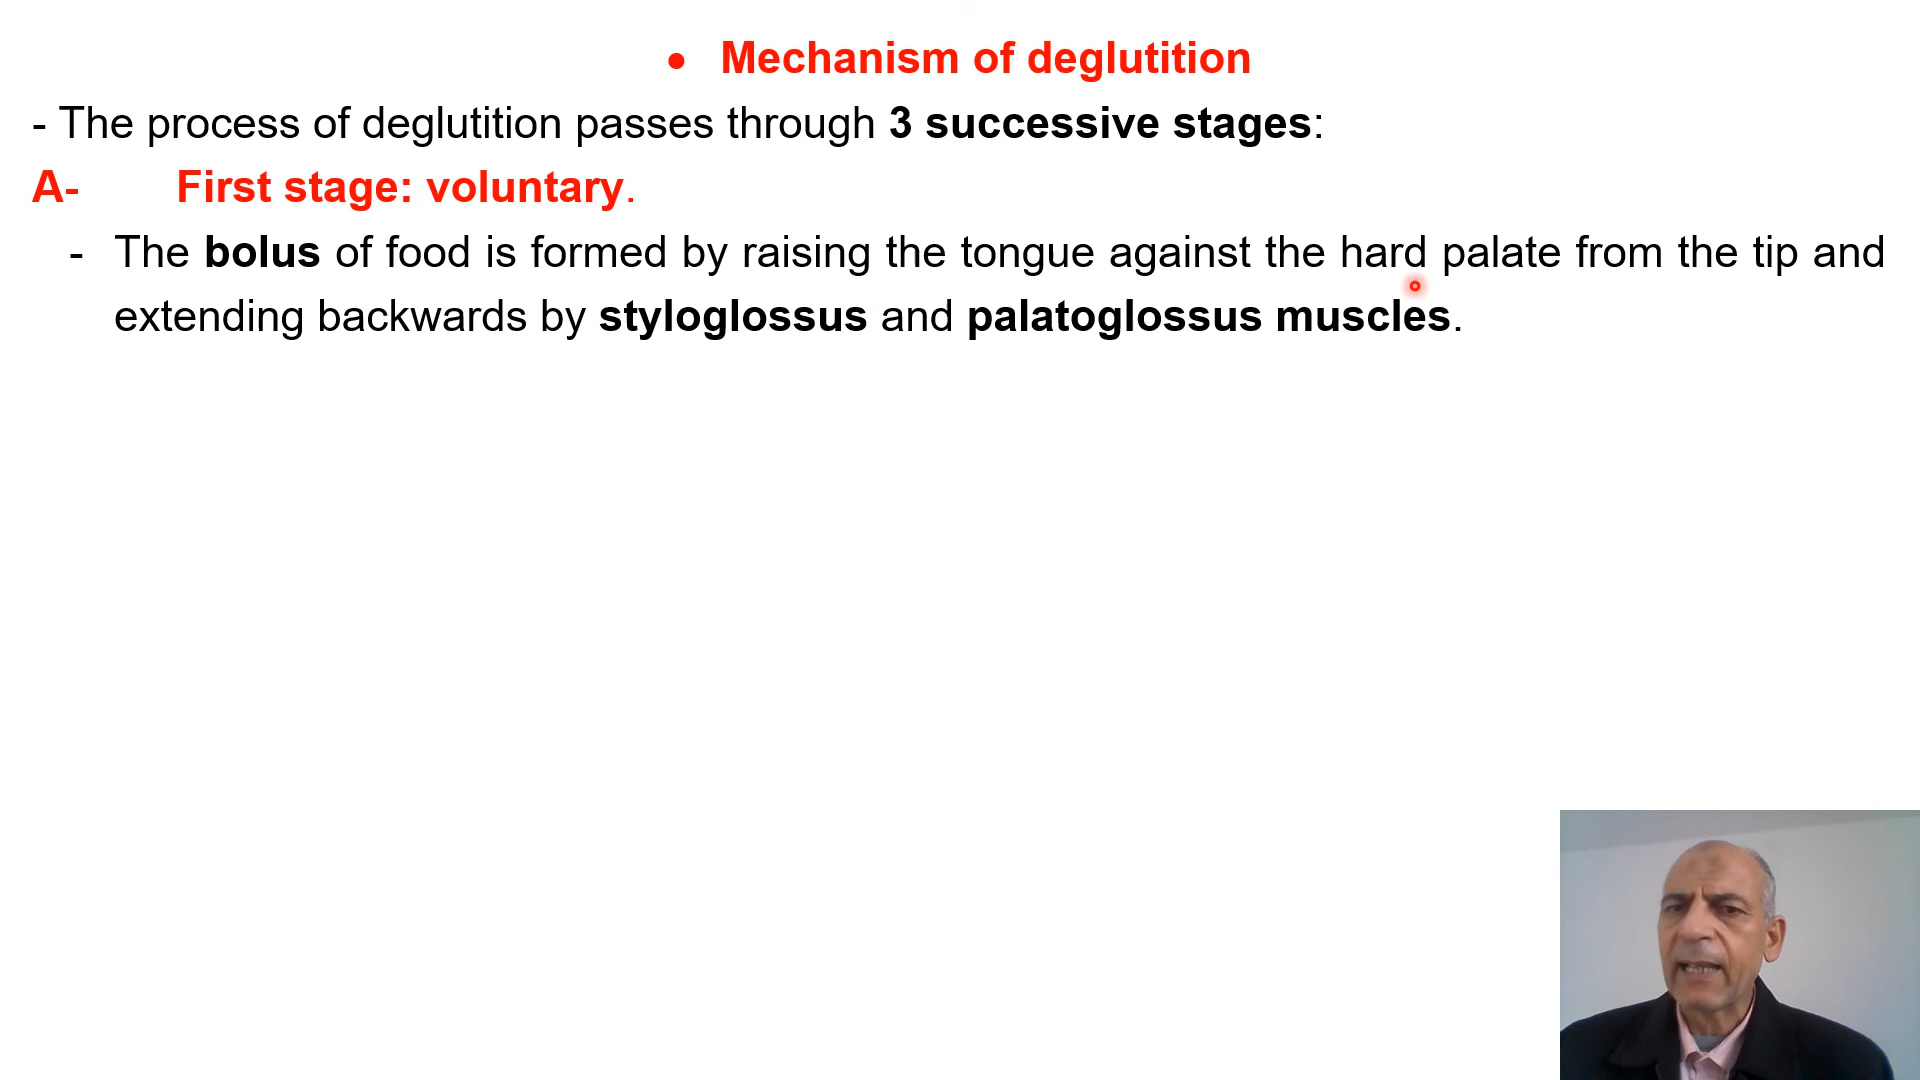 • Mechanism of deglutition
- The process of deglutition passes through 3 successive stages:
A- First stage: voluntary.
- The bolus of food is formed by raising the tongue against the hard palate from the tip and
extending backwards by styloglossus and palatoglossus muscles.